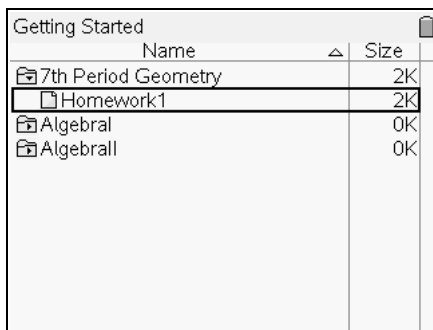 Getting Started
Name Size
7th Period Geometry 2K
Homework1 2K
AlgebraI 0K
AlgebraII 0K